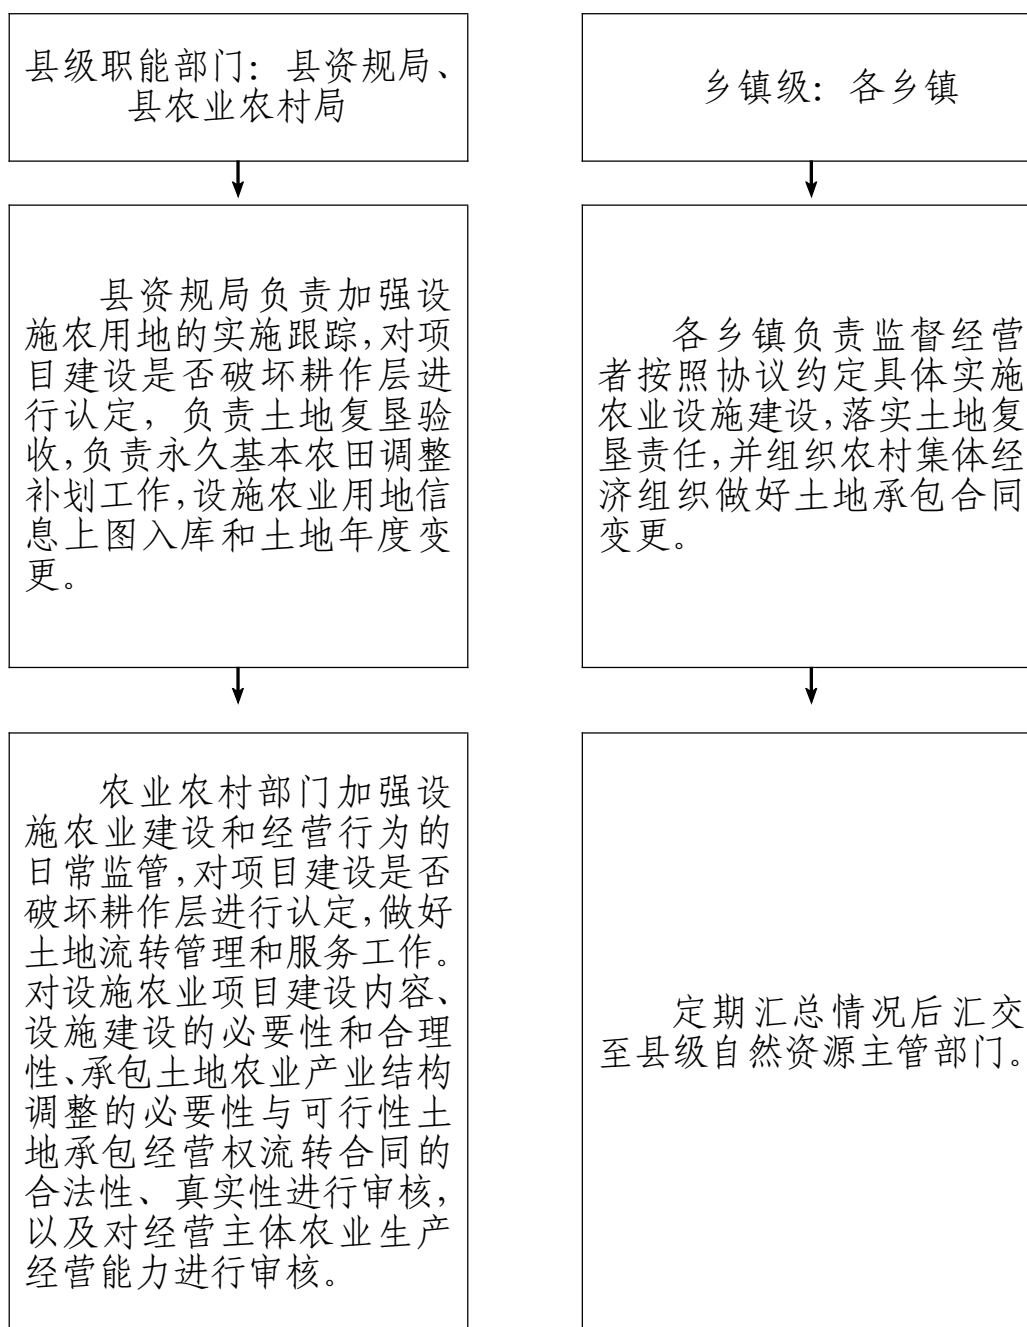 县级职能部门：县资规局、
县农业农村局
县资规局负责加强设
施农用地的实施跟踪，对项
目建设是否破坏耕作层进
行认定，负责土地复垦验
收，负责永久基本农田调整
补划工作，设施农业用地信
息上图入库和土地年度变
更。
农业农村部门加强设
施农业建设和经营行为的
日常监管，对项目建设是否
破坏耕作层进行认定，做好
土地流转管理和服务工作。
对设施农业项目建设内容、
设施建设的必要性和合理
性、承包土地农业产业结构
调整的必要性与可行性土
地承包经营权流转合同的
合法性、真实性进行审核，
以及对经营主体农业生产
经营能力进行审核。
乡镇级：各乡镇
各乡镇负责监督经营
者按照协议约定具体实施
农业设施建设，落实土地复
垦责任，并组织农村集体经
济组织做好土地承包合同
变更。
定期汇总情况后汇交
至县级自然资源主管部门。